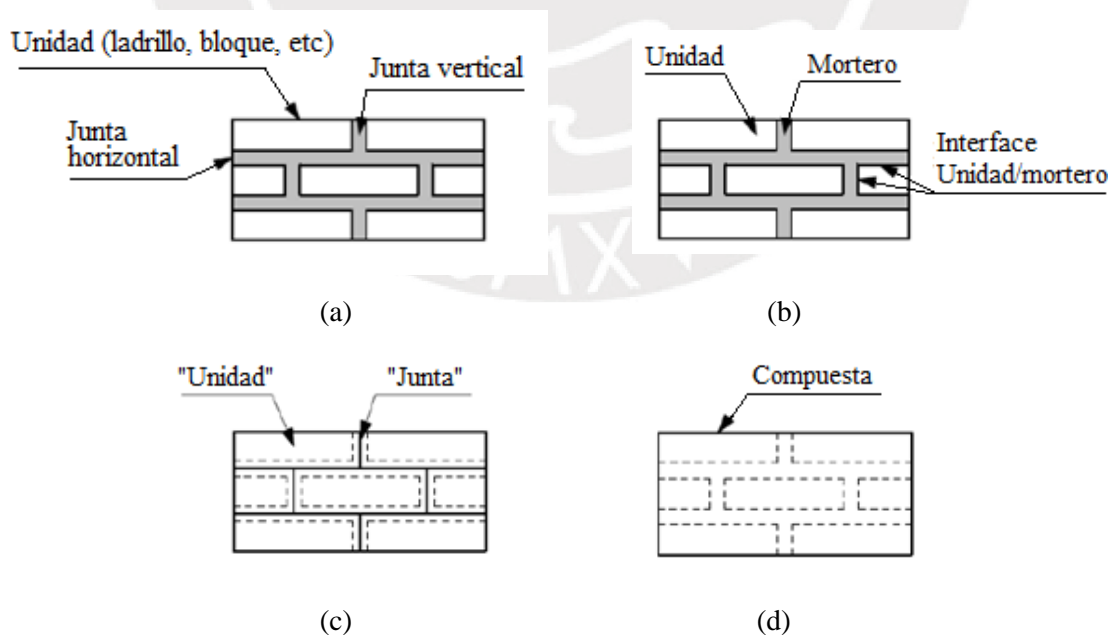 Unidad (ladrillo, bloque, etc)
Junta vertical
Junta
horizontal
(a)
Unidad
Mortero
Interface
Unidad/mortero
(b)
"Unidad"
"Junta"
(c)
Compuesta
(d)